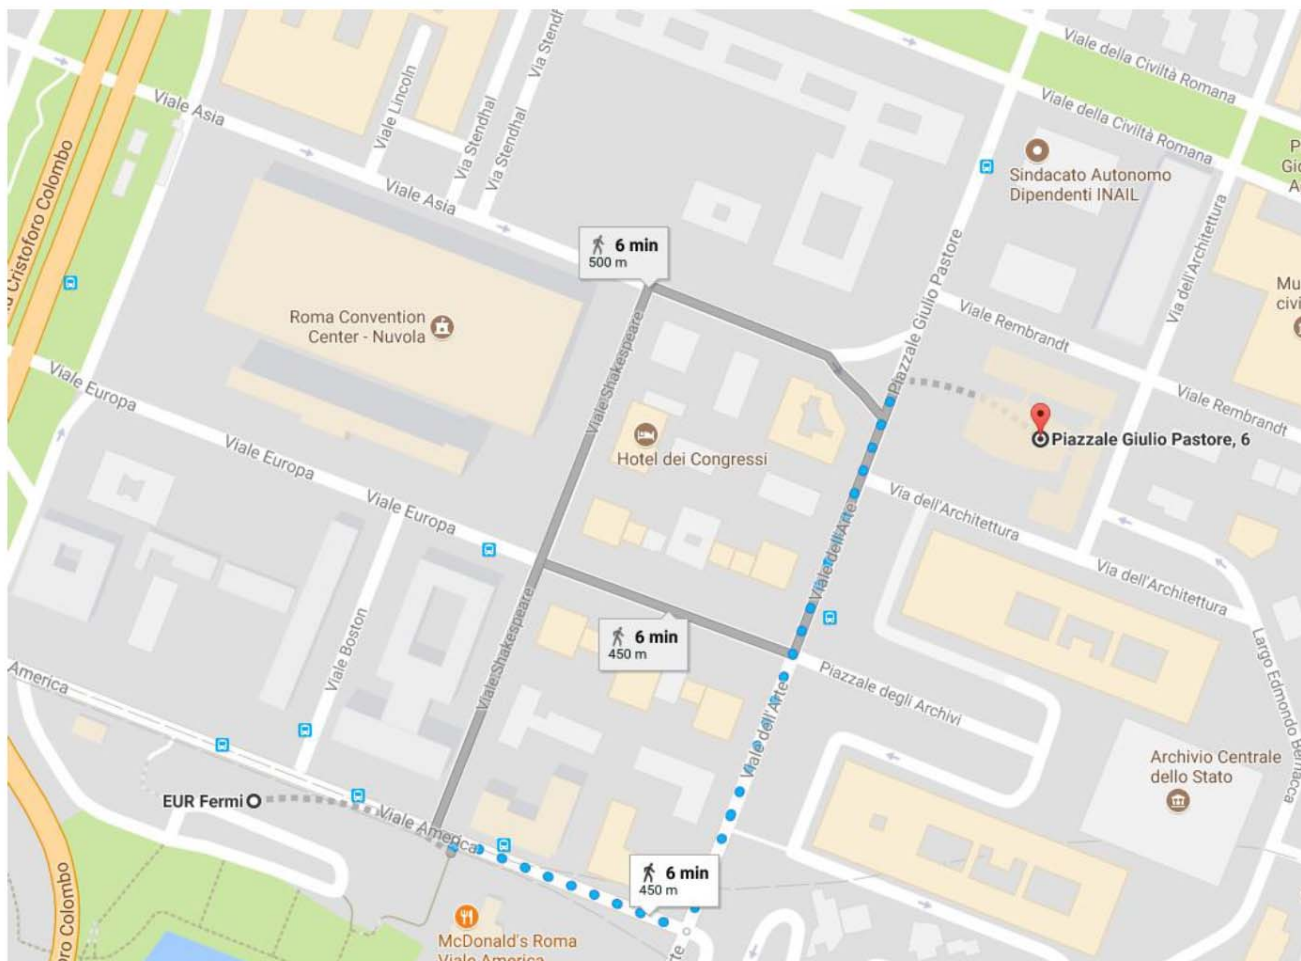 Viale della Civiltà Romana
Viale della Civiltà Romana
Via Stendhal
Via Stendhal
Via Stendhal
Viale Lincoln
Viale Asia
Viale Asia
Cristoforo Colombo
Sindacato Autonomo
Dipendenti INAIL
Via dell'Architettura
6 min
500 m
Piazzale Giulio Pastore
Roma Convention
Center - Nuvola
Viale Shakespeare
Viale Rembrandt
Viale Rembrandt
Viale Europa
Viale Europa
Viale Europa
Hotel dei Congressi
Piazzale Giulio Pastore, 6
Via dell'Architettura
Via dell'Architettura
Viale dell'Arte
Viale Boston
Viale Shakespeare
6 min
450 m
America
Piazzale degli Archivi
Viale dell'Arte
Largo Edmondo Bernacca
Archivio Centrale
dello Stato
EUR Fermi
Viale America
6 min
450 m
Colombo
McDonald's Roma
Viale America